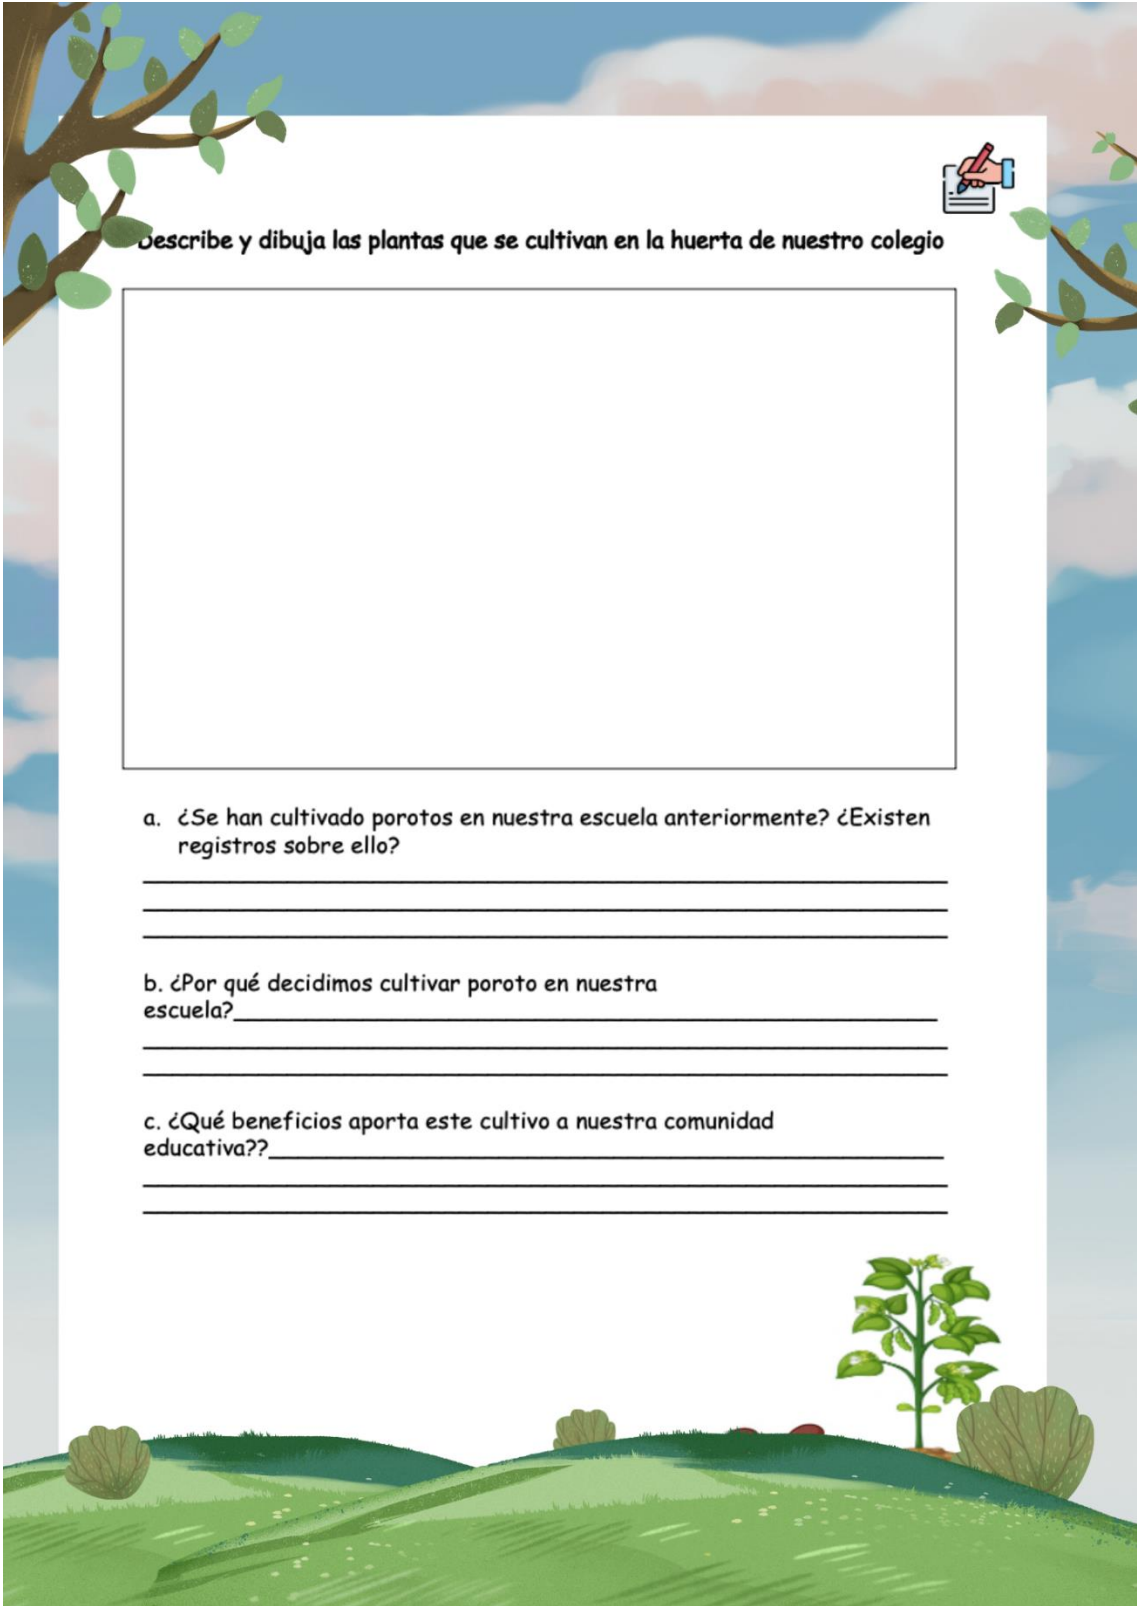 Describe y dibuja las plantas que se cultivan en la huerta de nuestro colegio
a. ¿Se han cultivado porotos en nuestra escuela anteriormente? ¿Existen
registros sobre ello?
b. ¿Por qué decidimos cultivar poroto en nuestra
escuela?
c. ¿Qué beneficios aporta este cultivo a nuestra comunidad
educativa??